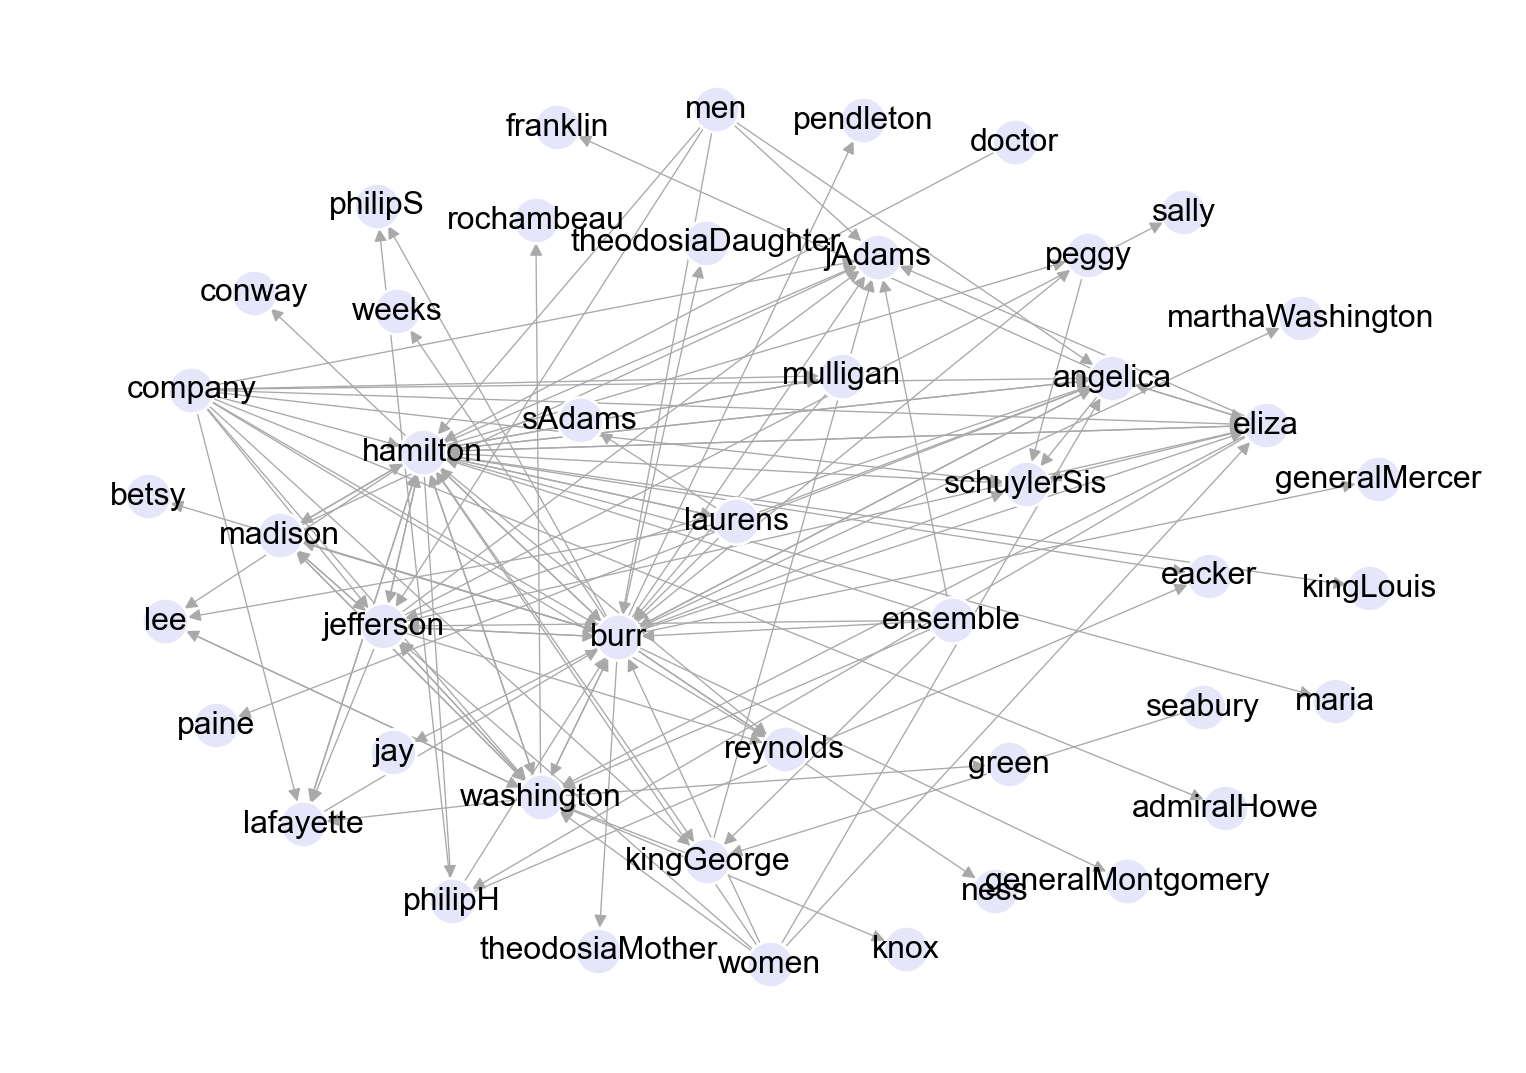 men
franklin
pendleton
doctor
philipS
rochambeau
sally
theodosiaDaughter
jAdams
peggy
conway
weeks
marthaWashington
company
mulligan
angelica
sAdams
eliza
hamilton
schuylerSis
generalMercer
betsy
madison
laurens
eacker
kingLouis
lee
jefferson
burr
ensemble
paine
jay
reynolds
seabury
maria
green
washington
lafayette
admiralHowe
kingGeorge
philipH
ness
generalMontgomery
theodosiaMother
women
knox